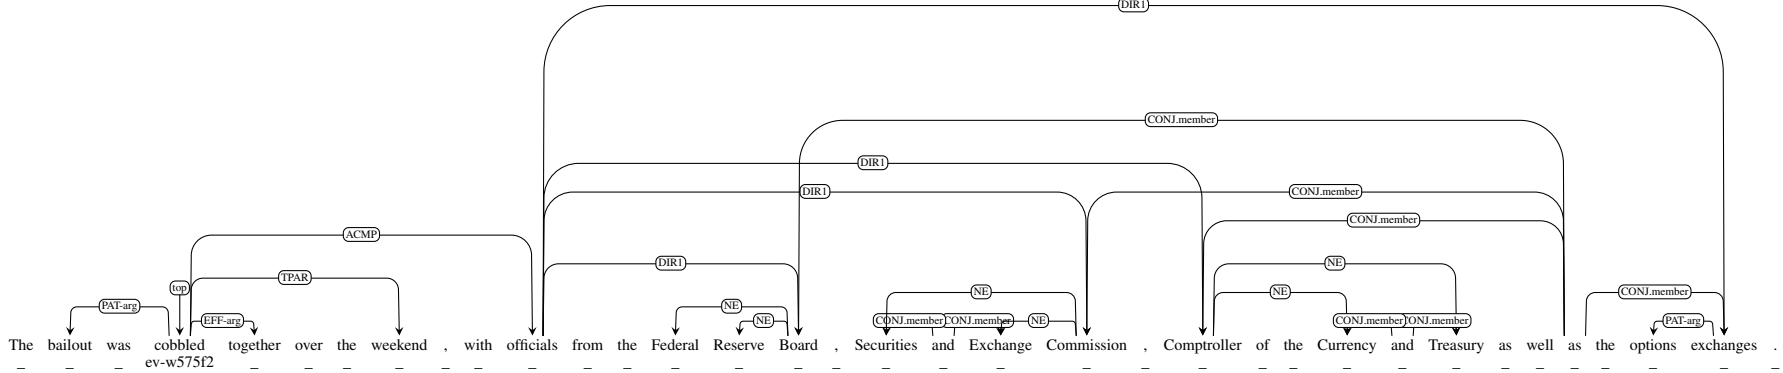 DIR1
CONJ.member
DIR1
DIR1 CONJ.member
CONJ.member
ACMP
DIR1 NE
TPAR
top NE NE CONJ.member
PAT-arg NE
EFF-arg NE CONJ.member CONJ.member NE CONJ.member CONJ.member PAT-arg
The bailout was cobbled together over the weekend , with officials from the Federal Reserve Board , Securities and Exchange Commission , Comptroller of the Currency and Treasury as well as the options exchanges .
ev-w575f2
_ _ _ _ _ _ _ _ _ _ _ _ _ _ _ _ _ _ _ _ _ _ _ _ _ _ _ _ _ _ _ _ _ _ _